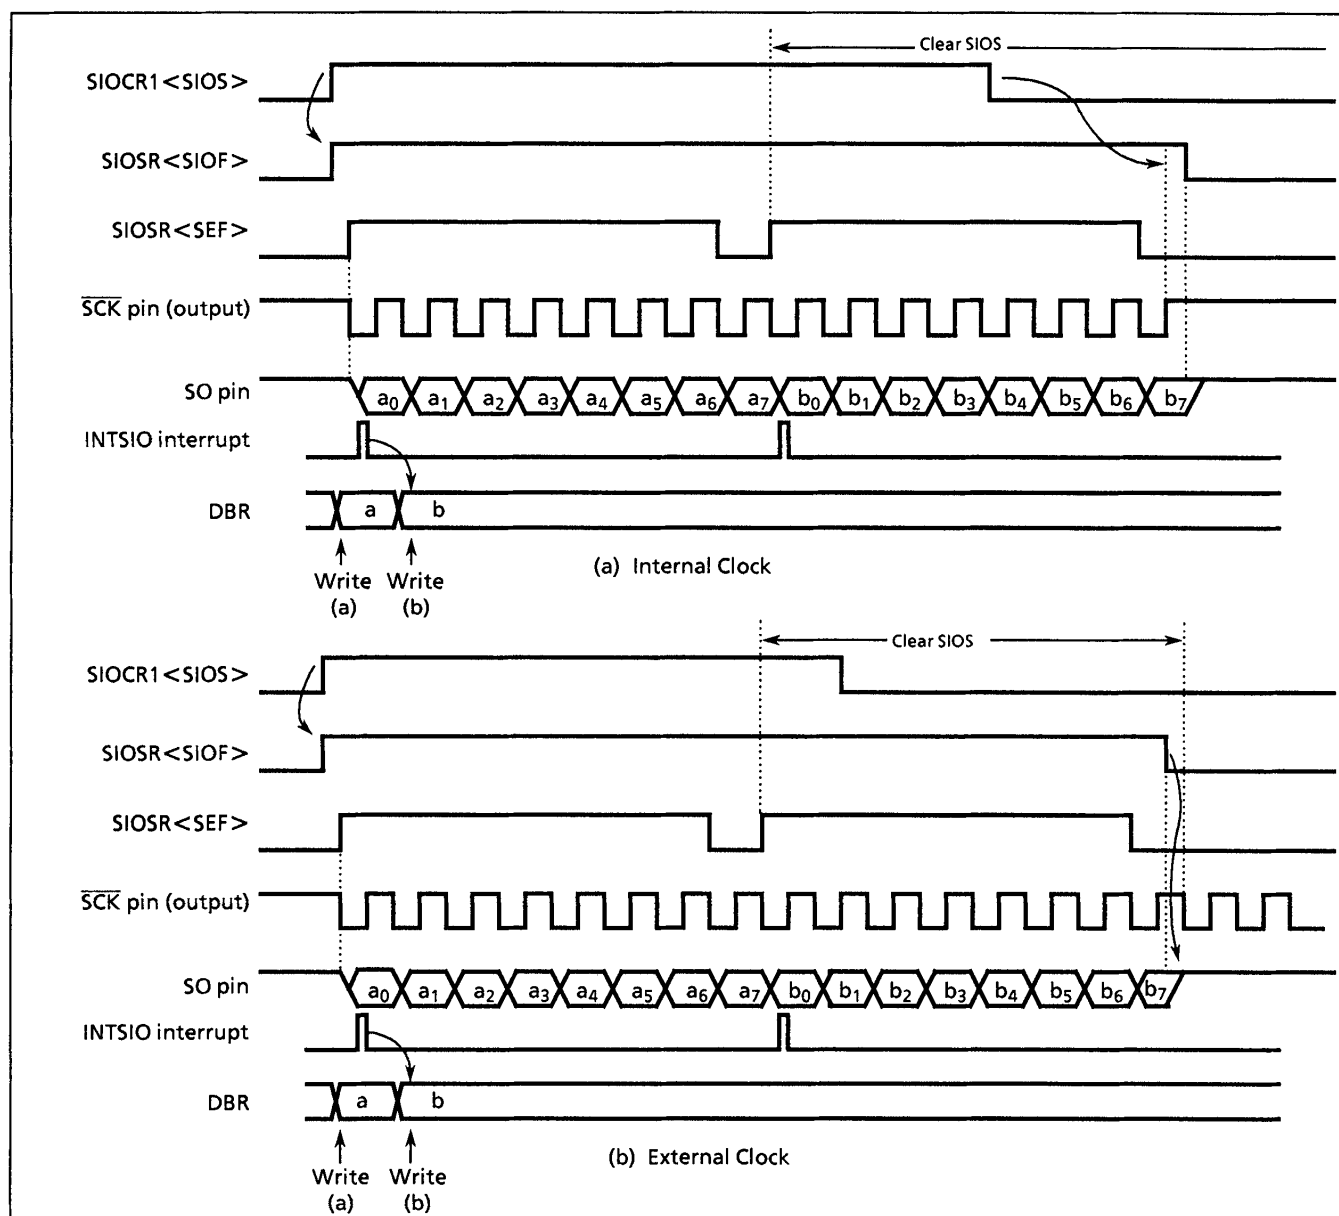 Clear SIOS
SIOCR1<SIOS>
SIOSR<SIOF>
SIOSR<SEF>
SCK pin (output)
SO pin a0 a1 a2 a3 a4 a5 a6 a7 b0 b1 b2 b3 b4 b5 b6 b7
INTSIO interrupt
DBR a b
(a) Internal Clock
Write Write
(a) (b)
Clear SIOS
SIOCR1<SIOS>
SIOSR<SIOF>
SIOSR<SEF>
SCK pin (output)
SO pin a0 a1 a2 a3 a4 a5 a6 a7 b0 b1 b2 b3 b4 b5 b6 b7
INTSIO interrupt
DBR a b
(b) External Clock
Write Write
(a) (b)